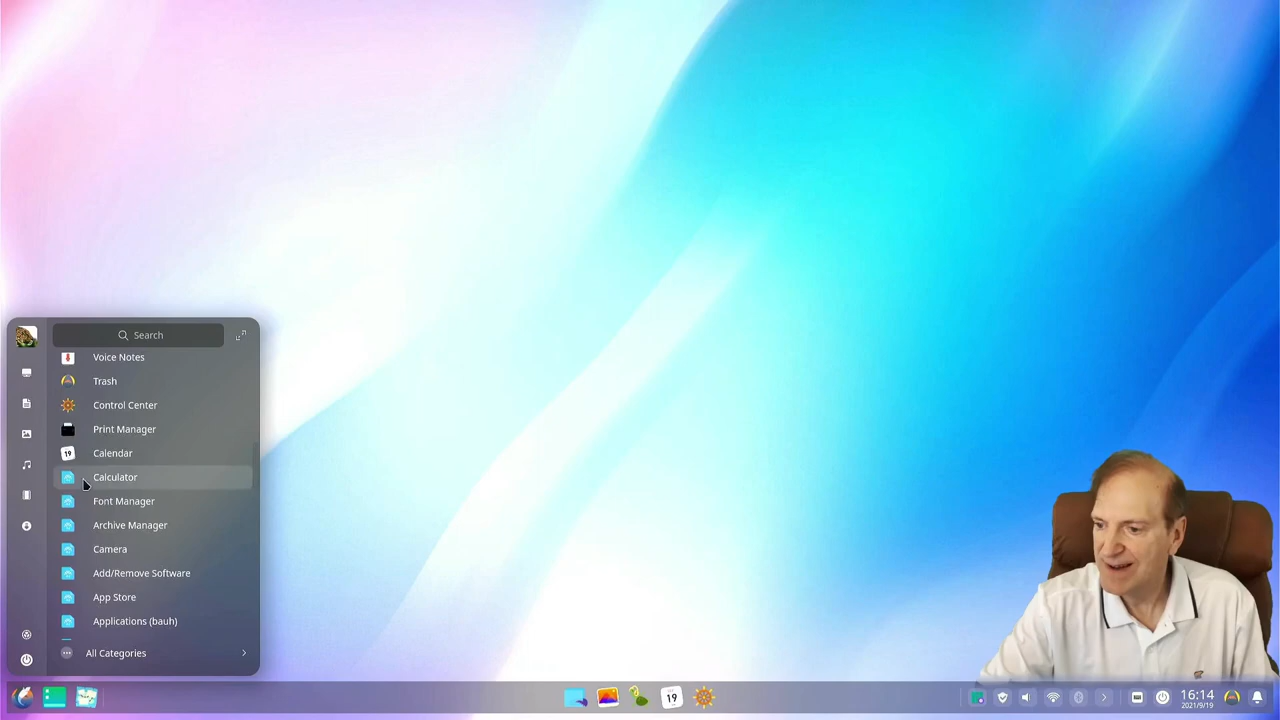 Search
Voice Notes
Trash
Control Center
Print Manager
19
Calendar
Calculator
Font Manager
Archive Manager
Camera
Add/Remove Software
App Store
Applications (bauh)
All Categories
19
16:14
2021/9/19